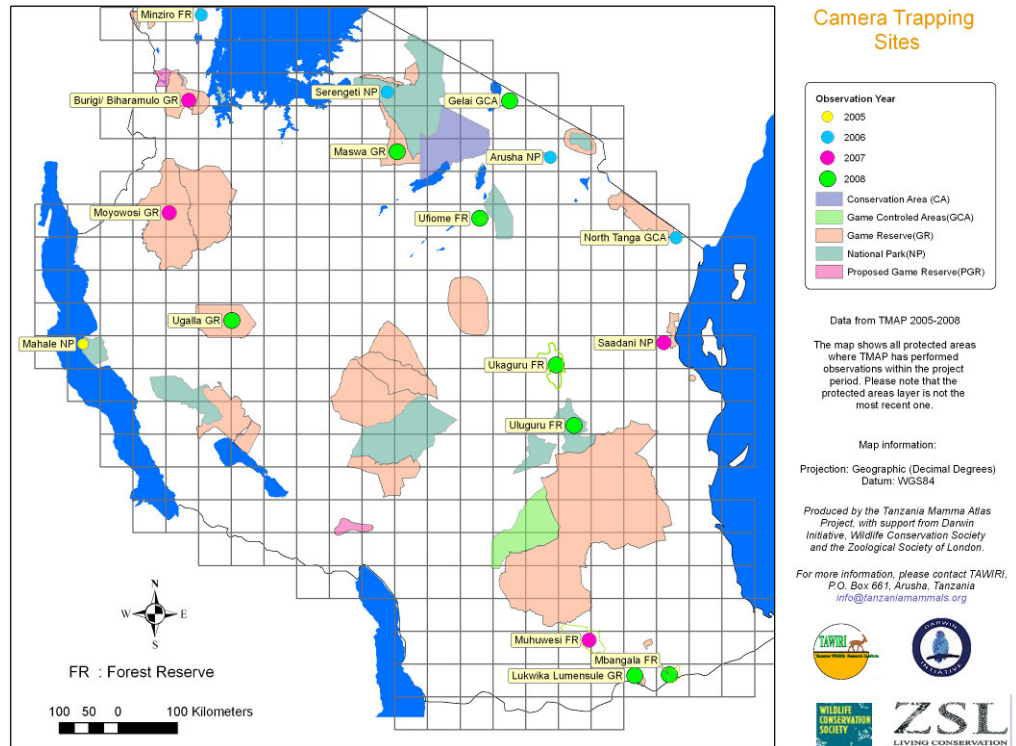 Camera Trapping
Sites
Minziro FR
Burigi/ Biharamulo GR
Serengeti NP
Gelai GCA
Maswa GR
Arusha NP
Moyowosi GR
Ufiome FR
North Tanga GCA
Ugalla GR
Mahale NP
Saadani NP
Ukaguru FR
Uluguru FR
Muhuwesi FR
Mbangala FR
Lukwika Lumensule GR
N
W E
S
FR : Forest Reserve
100 50 0 100 Kilometers
Observation Year
2005
2006
2007
2008
Conservation Area (CA)
Game Controled Areas(GCA)
Game Reserve(GR)
National Park(NP)
Proposed Game Reserve(PGR)
Data from TMAP 2005-2008
The map shows all protected areas
where TMAP has performed
observations within the project
period. Please note that the
protected areas layer is not the
most recent one.
Map information:
Projection: Geographic (Decimal Degrees)
Datum: WGS84
Produced by the Tanzania Mamma Atlas
Project, with support from Darwin
Initiative, Wildlife Conservation Society
and the Zoological Society of London.
For more information, please contact TAWIRI,
P.O. Box 661, Arusha, Tanzania
info@tanzaniamammals.org
TAWIRI
Tanzania Wildlife Research Institute
DARWIN
INITIATIVE
WILDLIFE
CONSERVATION
SOCIETY
ZSL
LIVING CONSERVATION